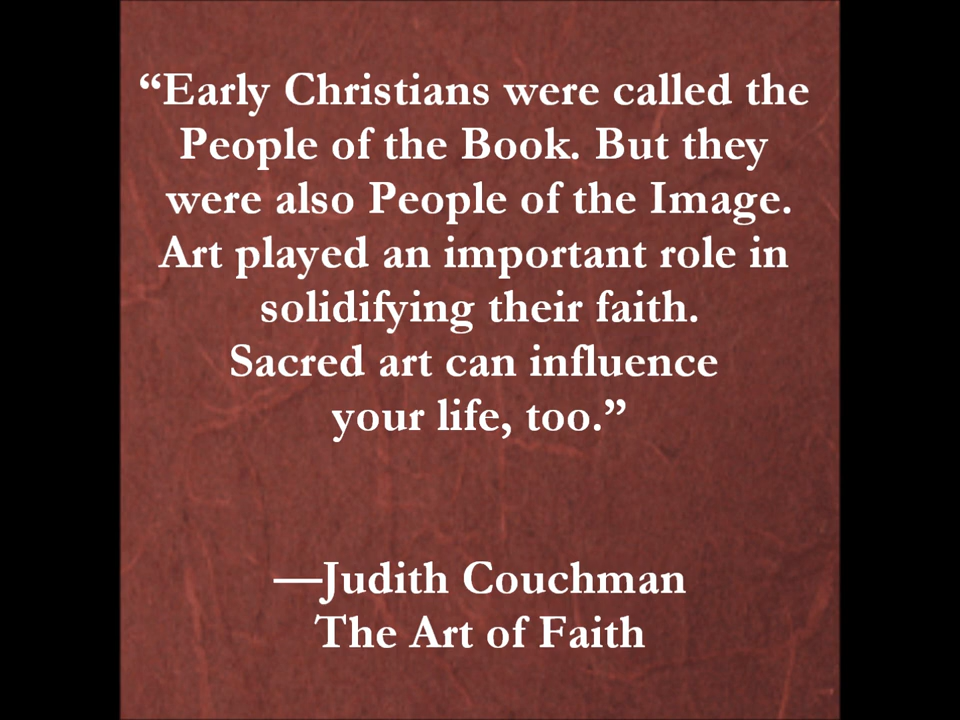 “Early Christians were called the
People of the Book. But they
were also People of the Image.
Art played an important role in
solidifying their faith.
Sacred art can influence
your life, too.”
—Judith Couchman
The Art of Faith